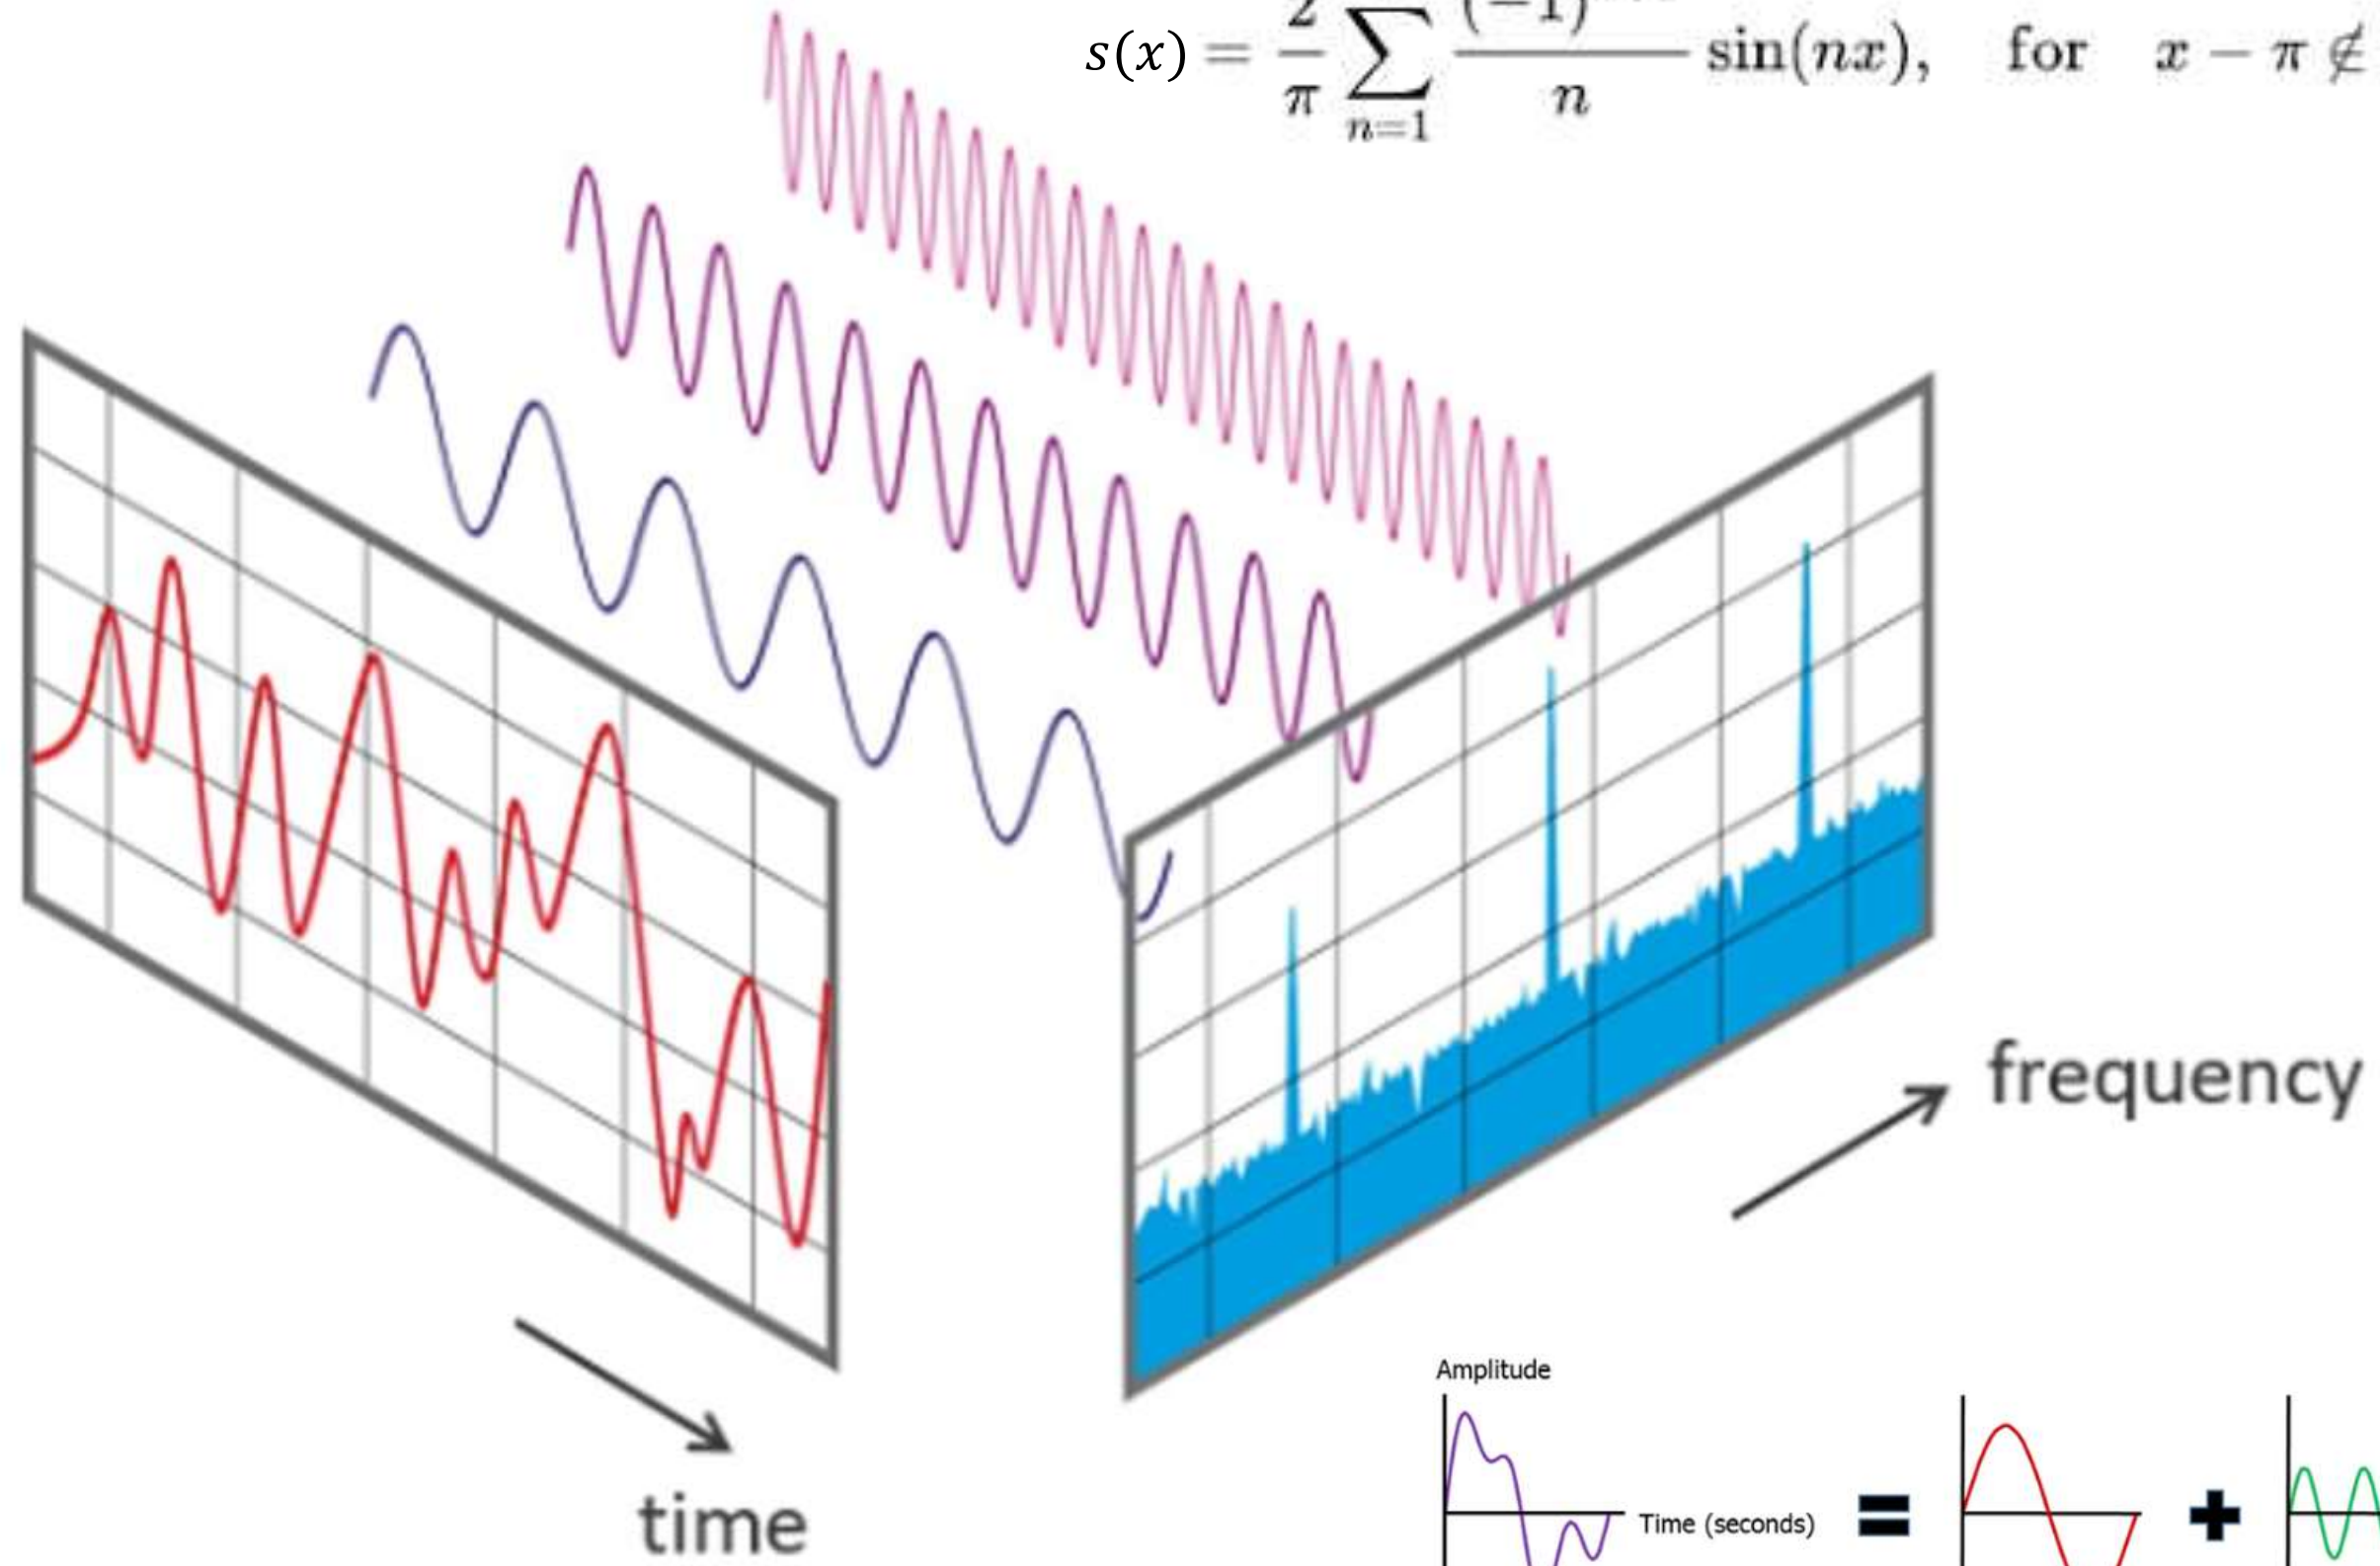 s(x) = 2/π ∑ n=1 (−1) / n sin(nx), for x − π ∉
frequency
time
Amplitude
Time (seconds)
= +